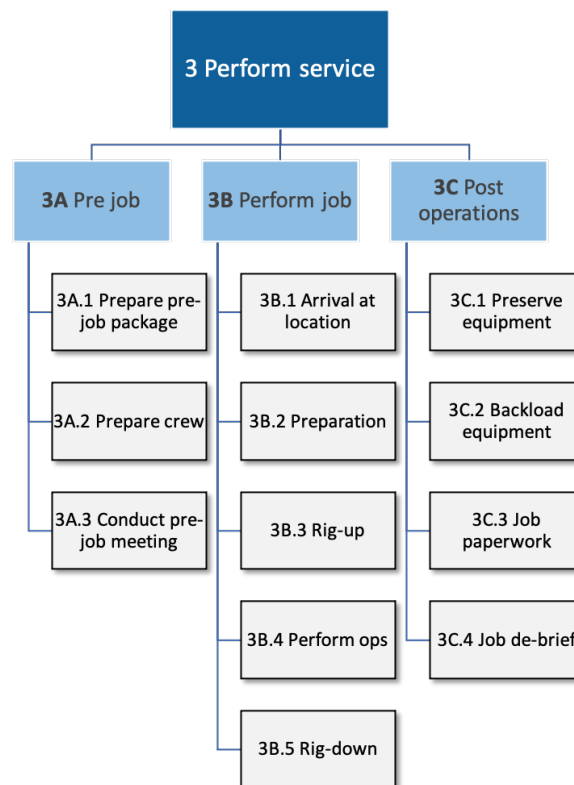 3 Perform service
3A Pre job
3B Perform job
3C Post
operations
3A.1 Prepare pre-
job package
3A.2 Prepare crew
3A.3 Conduct pre-
job meeting
3B.1 Arrival at
location
3B.2 Preparation
3B.3 Rig-up
3B.4 Perform ops
3B.5 Rig-down
3C.1 Preserve
equipment
3C.2 Backload
equipment
3C.3 Job
paperwork
3C.4 Job de-brief